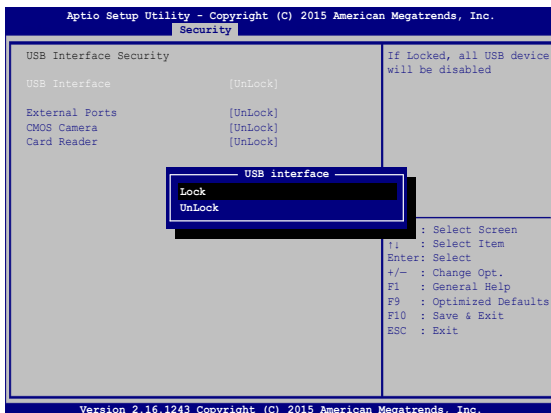 Aptio Setup Utility - Copyright (C) 2015 American Megatrends, Inc.
Security
USB Interface Security
USB Interface [UnLock]
External Ports [UnLock]
CMOS Camera [UnLock]
Card Reader [UnLock]
If Locked, all USB device
will be disabled
USB interface
Lock
UnLock
: Select Screen
↑↓ : Select Item
Enter: Select
+/— : Change Opt.
F1 : General Help
F9 : Optimized Defaults
F10 : Save & Exit
ESC : Exit
Version 2.16.1243 Copyright (C) 2015 American Megatrends, Inc.